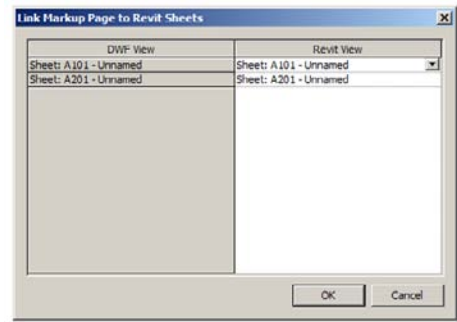 Link Markup Page to Revit Sheets
DWF View Revit View
Sheet: A101 - Unnamed Sheet: A101 - Unnamed
Sheet: A201 - Unnamed Sheet: A201 - Unnamed
OK Cancel